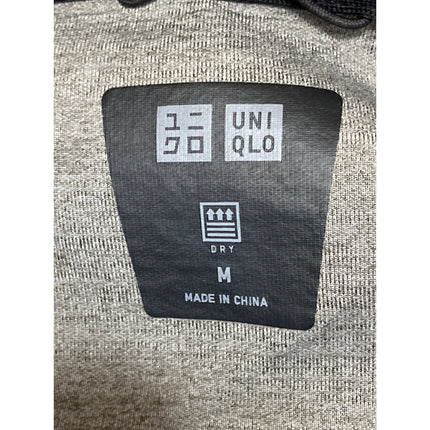 ユニ UNI
クロ QLO
DRY
M
MADE IN CHINA